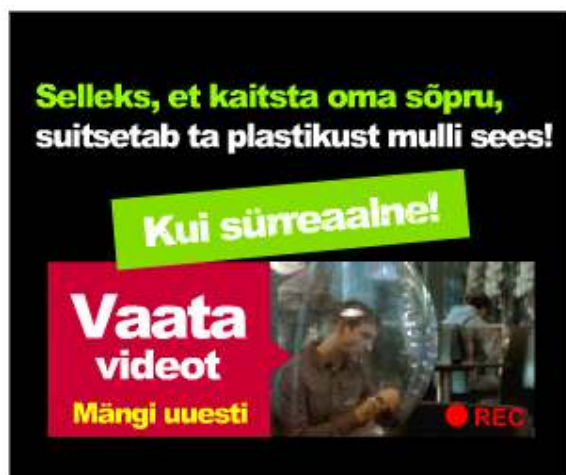 Selleks, et kaitsta oma sõpru,
suitsetab ta plastikust mulli sees!
Kui sürreaalne!
Vaata
videot
Mängi uuesti
REC